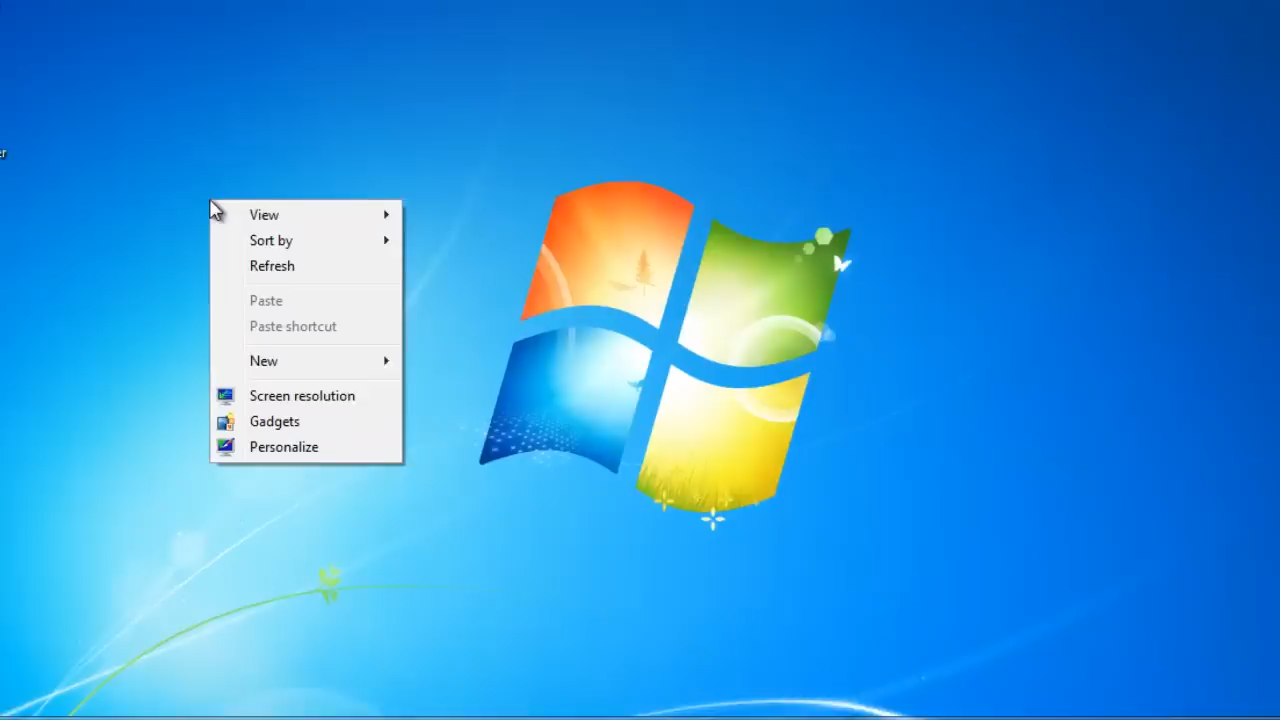 View
Sort by
Refresh
Paste
Paste shortcut
New
Screen resolution
Gadgets
Personalize